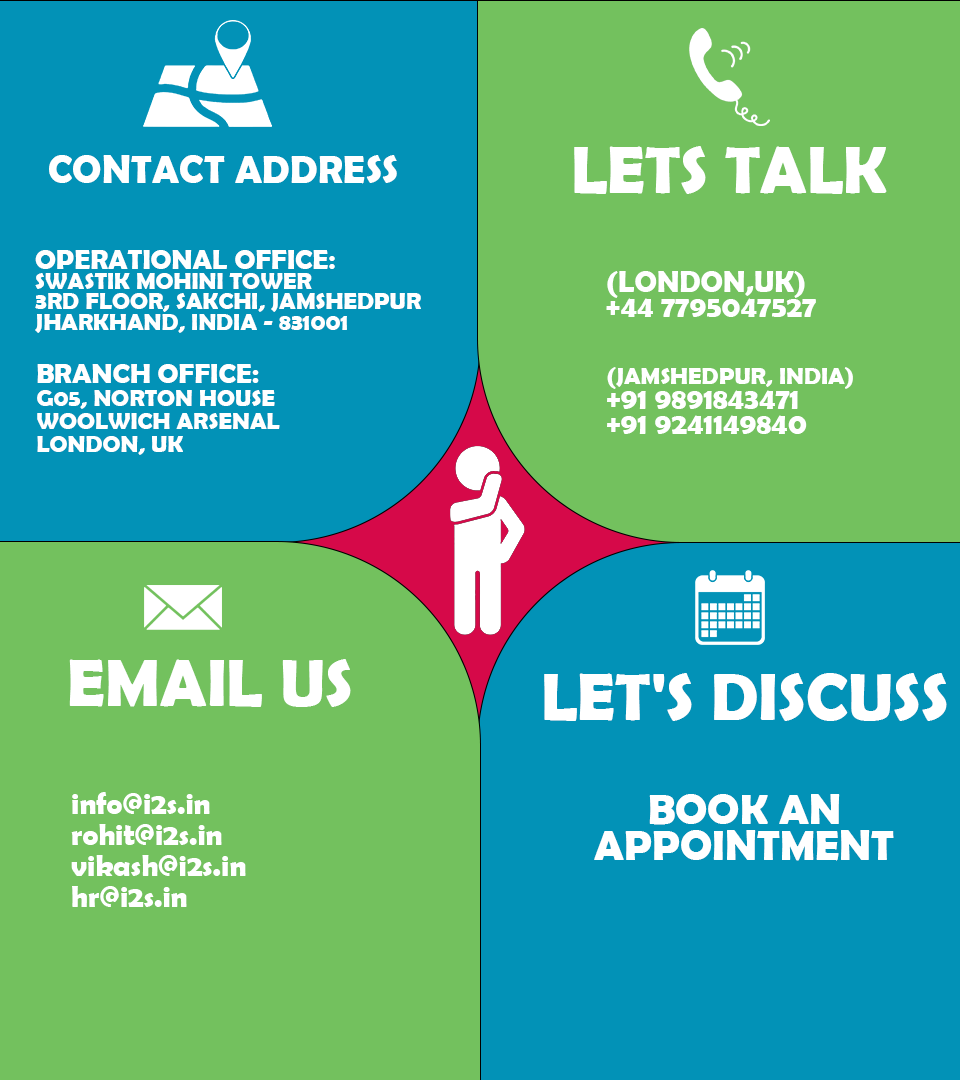 CONTACT ADDRESS
OPERATIONAL OFFICE:
SWASTIK MOHINI TOWER
3RD FLOOR, SAKCHI, JAMSHEDPUR
JHARKHAND, INDIA - 831001
BRANCH OFFICE:
G05, NORTON HOUSE
WOOLWICH ARSENAL
LONDON, UK
LETS TALK
(LONDON,UK)
+44 7795047527
(JAMSHEDPUR, INDIA)
+91 9891843471
+91 9241149840
EMAIL US
info@i2s.in
rohit@i2s.in
vikash@i2s.in
hr@i2s.in
LET'S DISCUSS
BOOK AN
APPOINTMENT